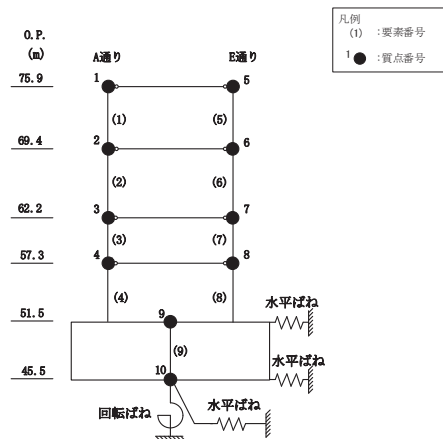 凡例
(1) :要素番号
1 :質点番号
O.P.
(m)
A通り E通り
75.9 1 5
(1) (5)
69.4 2 6
(2) (6)
62.2 3 7
(3) (7)
57.3 4 8
(4) (8)
水平ばね
51.5 9
(9)
水平ばね
45.5 10
回転ばね 水平ばね